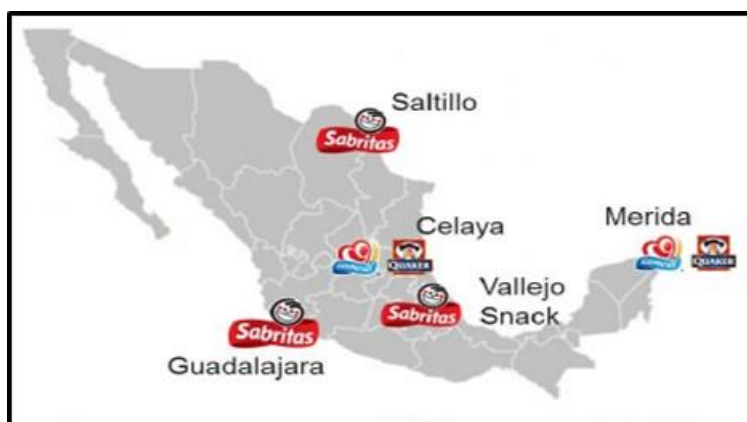 Saltillo
Sabritas
Celaya
QUAKER
Merida
QUAKER
Vallejo
Snack
Sabritas
Sabritas
Guadalajara